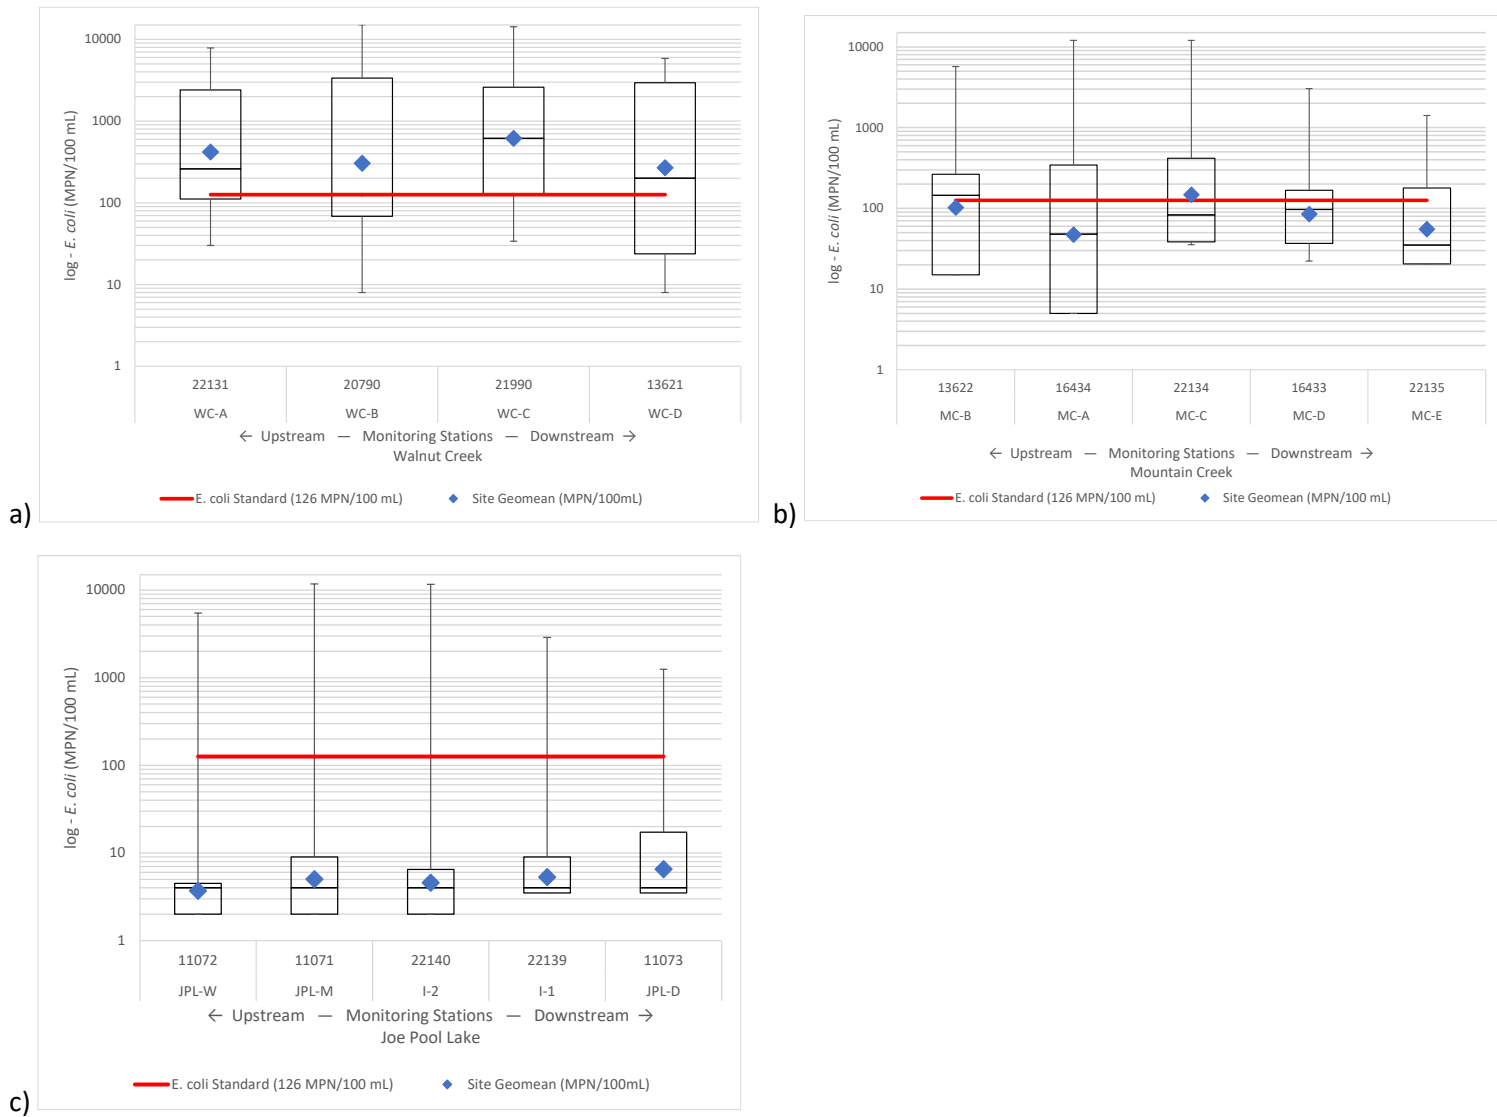 a)
log - E. coli (MPN/100 mL)
10000
1000
100
10
1
22131 20790 21990 13621
WC-A WC-B WC-C WC-D
← Upstream — Monitoring Stations — Downstream →
Walnut Creek
E. coli Standard (126 MPN/100 mL) Site Geomean (MPN/100mL)
b)
log - E. coli (MPN/100 mL)
10000
1000
100
10
1
13622 16434 22134 16433 22135
MC-B MC-A MC-C MC-D MC-E
← Upstream — Monitoring Stations — Downstream →
Mountain Creek
E. coli Standard (126 MPN/100 mL) Site Geomean (MPN/100 mL)
c)
log - E. coli (MPN/100 mL)
10000
1000
100
10
1
11072 11071 22140 22139 11073
JPL-W JPL-M I-2 I-1 JPL-D
← Upstream — Monitoring Stations — Downstream →
Joe Pool Lake
E. coli Standard (126 MPN/100 mL) Site Geomean (MPN/100mL)